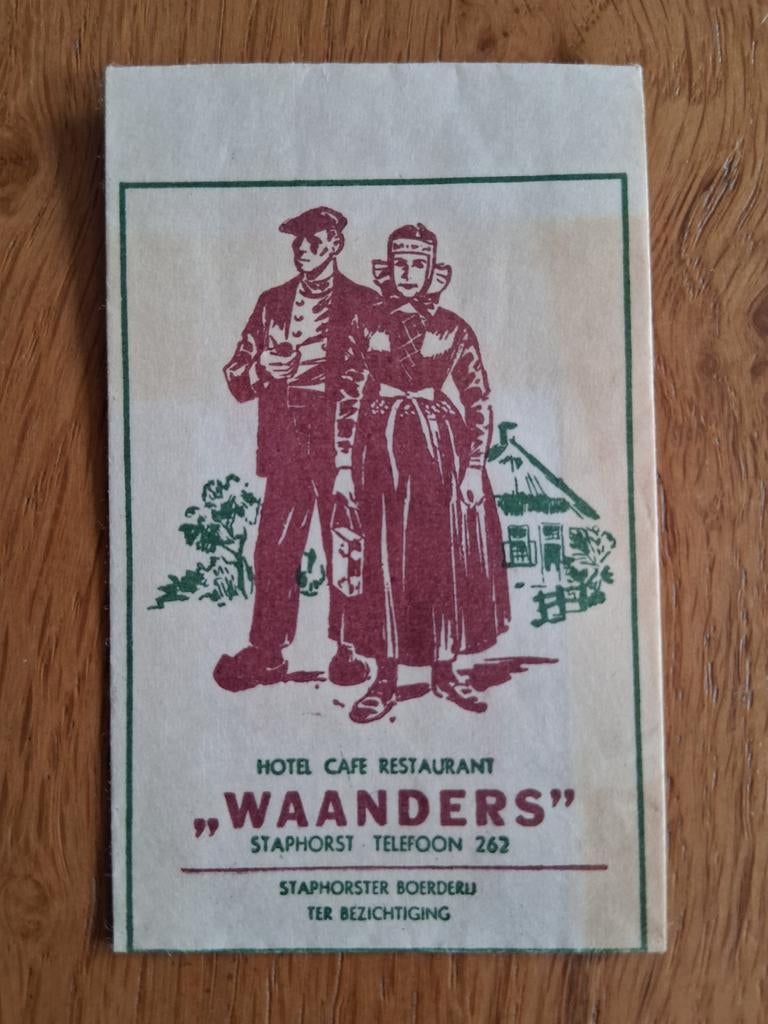 HOTEL CAFE RESTAURANT
„WAANDERS”
STAPHORST · TELEFOON 262
STAPHORSTER BOERDERIJ
TER BEZICHTIGING